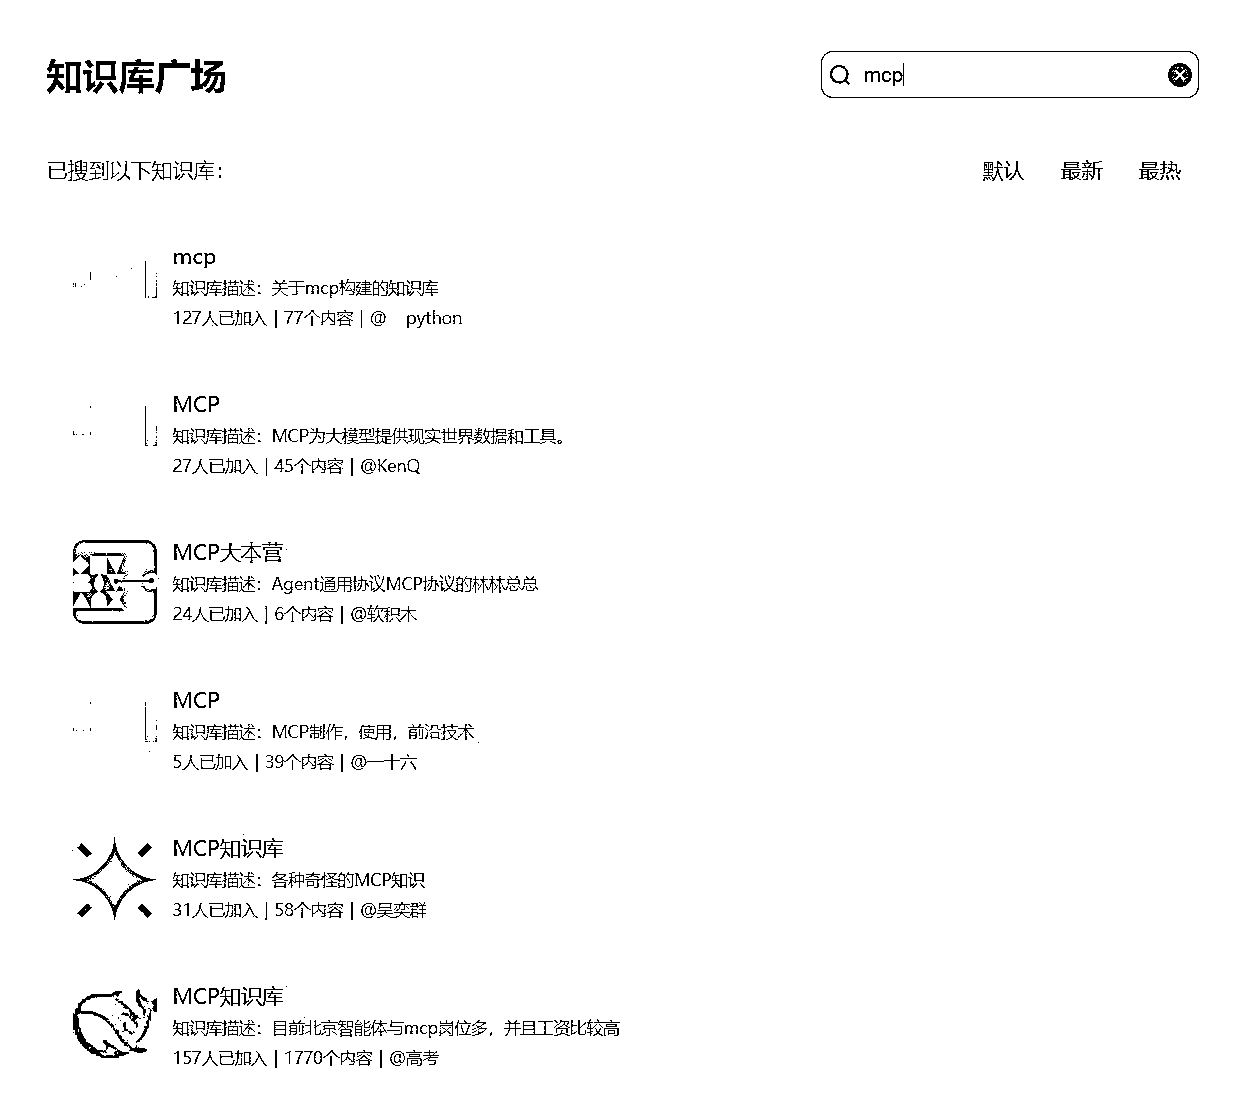 知识库广场
mcp
已搜到以下知识库：
默认 最新 最热
mcp
知识库描述：关于mcp构建的知识库
127人已加入 | 77个内容 | @ python
MCP
知识库描述：MCP为大模型提供现实世界数据和工具。
27人已加入 | 45个内容 | @KenQ
MCP大本营
知识库描述：Agent通用协议MCP协议的林林总总
24人已加入 | 6个内容 | @软积木
MCP
知识库描述：MCP制作，使用，前沿技术
5人已加入 | 39个内容 | @一十六
MCP知识库
知识库描述：各种奇怪的MCP知识
31人已加入 | 58个内容 | @吴奕群
MCP知识库
知识库描述：目前北京智能体与mcp岗位多，并且工资比较高
157人已加入 | 1770个内容 | @高考